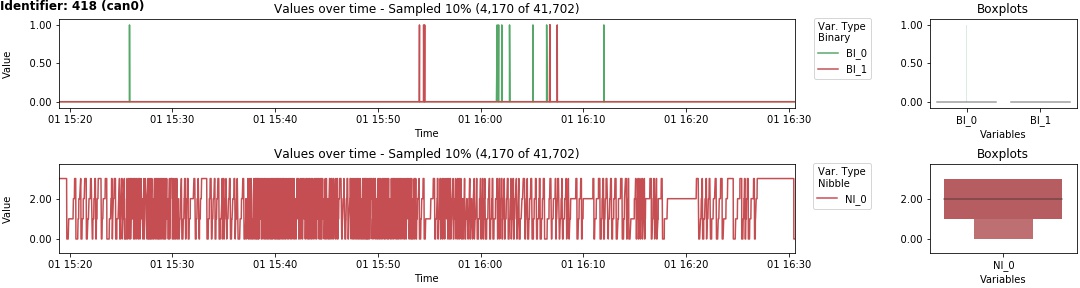 Identifier: 418 (can0)
Values over time - Sampled 10% (4,170 of 41,702)
Boxplots
Value
1.00
0.50
0.00
01 15:20 01 15:30 01 15:40 01 15:50 01 16:00 01 16:10 01 16:20 01 16:30
Time
Var. Type
Binary
BI_0
BI_1
1.00
0.50
0.00
BI_0 BI_1
Variables
Values over time - Sampled 10% (4,170 of 41,702)
Boxplots
Value
2.00
0.00
01 15:20 01 15:30 01 15:40 01 15:50 01 16:00 01 16:10 01 16:20 01 16:30
Time
Var. Type
Nibble
NI_0
2.00
0.00
NI_0
Variables